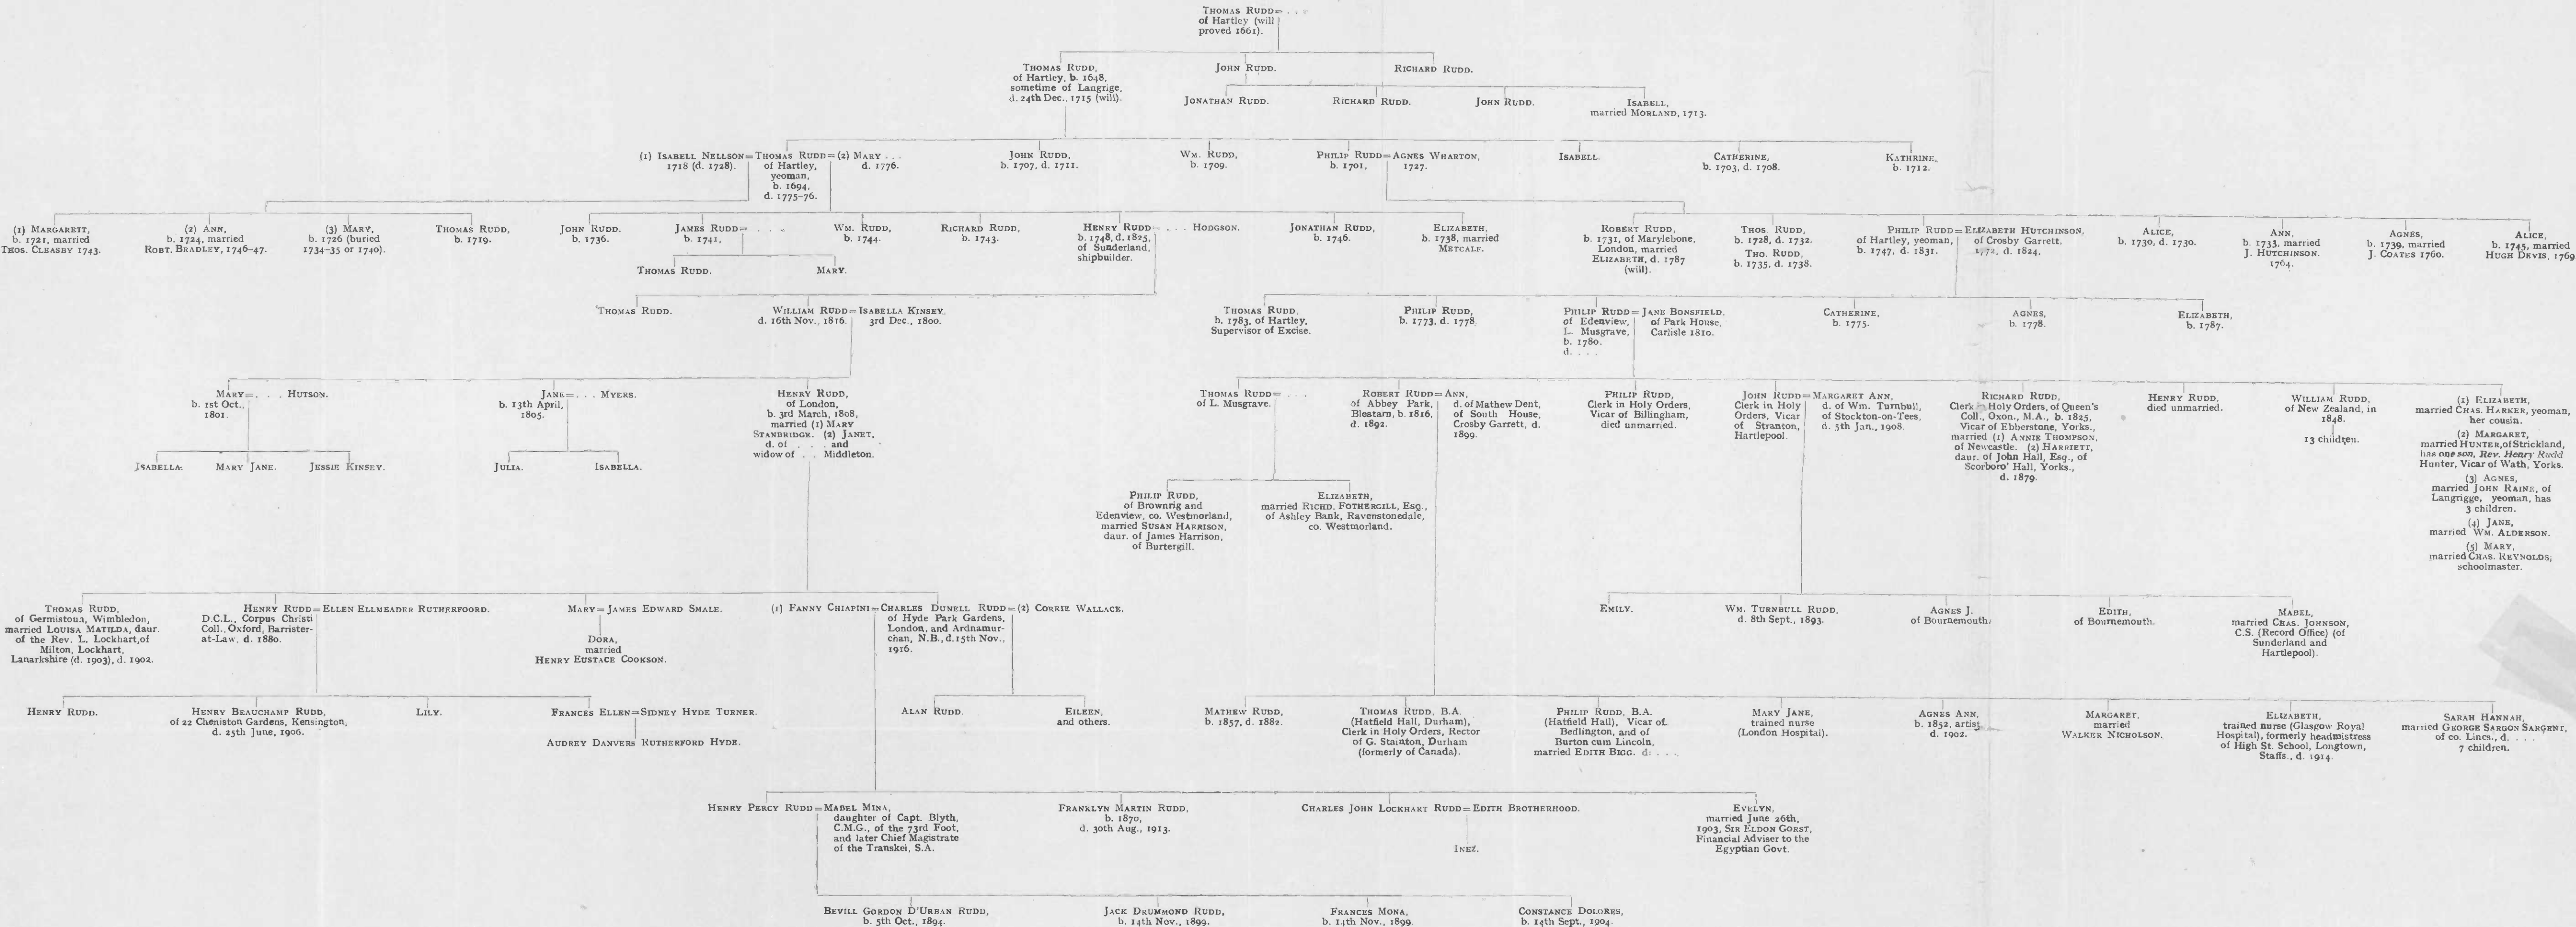 THOMAS RUDD= . . .
of Hartley (will
proved 1661).
THOMAS RUDD,
of Hartley, b. 1648,
sometime of Langrige,
d. 24th Dec., 1715 (will).
JOHN RUDD.
RICHARD RUDD.
JONATHAN RUDD.
RICHARD RUDD.
JOHN RUDD.
ISABELL,
married MORLAND, 1713.
(1) ISABELL NELLSON=THOMAS RUDD=(2) MARY . . .
1718 (d. 1728).
of Hartley,
yeoman,
b. 1694,
d. 1775-76.
d. 1776.
JOHN RUDD,
b. 1707, d. 1711.
WM. RUDD,
b. 1709.
PHILIP RUDD=AGNES WHARTON,
b. 1701,
1727.
ISABELL.
CATHERINE,
b. 1703, d. 1708.
KATHRINE,
b. 1712.
(1) MARGARETT,
b. 1721, married
THOS. CLEASBY 1743.
(2) ANN,
b. 1724, married
ROBT. BRADLEY, 1746-47.
(3) MARY,
b. 1726 (buried
1734-35 or 1740).
THOMAS RUDD,
b. 1719.
JOHN RUDD.
b. 1736.
JAMES RUDD= . . .
b. 1741,
WM. RUDD,
b. 1744.
RICHARD RUDD,
b. 1743.
HENRY RUDD= . . . HODGSON.
b. 1748, d. 1825,
of Sunderland,
shipbuilder.
JONATHAN RUDD,
b. 1746.
ELIZABETH,
b. 1738, married
METCALF.
ROBERT RUDD,
b. 1731, of Marylebone,
London, married
ELIZABETH, d. 1787
(will).
THOS. RUDD,
b. 1728, d. 1732.
THO. RUDD,
b. 1735, d. 1738.
PHILIP RUDD=ELIZABETH HUTCHINSON,
of Hartley, yeoman,
b. 1747, d. 1831.
of Crosby Garrett,
1772, d. 1824.
ALICE,
b. 1730, d. 1730.
ANN,
b. 1733, married
J. HUTCHINSON.
1764.
AGNES,
b. 1739, married
J. COATES 1760.
ALICE,
b. 1745, married
HUGH DEVIS, 1769
THOMAS RUDD.
MARY.
THOMAS RUDD.
WILLIAM RUDD=ISABELLA KINSEY,
d. 16th Nov., 1816.
3rd Dec., 1800.
THOMAS RUDD,
b. 1783, of Hartley,
Supervisor of Excise.
PHILIP RUDD,
b. 1773, d. 1778.
PHILIP RUDD=JANE BONSFIELD,
of Edenview,
L. Musgrave,
b. 1780.
d. . . .
of Park House,
Carlisle 1810.
CATHERINE,
b. 1775.
AGNES,
b. 1778.
ELIZABETH,
b. 1787.
MARY= . . . HUTSON.
b. 1st Oct.,
1801.
JANE= . . . MYERS.
b. 13th April,
1805.
HENRY RUDD,
of London,
b. 3rd March, 1808,
married (1) MARY
STANBRIDGE. (2) JANET,
d. of . . . and
widow of . . Middleton.
THOMAS RUDD=
of L. Musgrave.
ROBERT RUDD=ANN,
of Abbey Park,
Bleatarn, b. 1816,
d. 1892.
d. of Mathew Dent,
of South House,
Crosby Garrett, d.
1899.
PHILIP RUDD,
Clerk in Holy Orders,
Vicar of Billingham,
died unmarried.
JOHN RUDD=MARGARET ANN,
Clerk in Holy
Orders, Vicar
of Stranton,
Hartlepool.
d. of Wm. Turnbull,
of Stockton-on-Tees,
d. 5th Jan., 1908.
RICHARD RUDD,
Clerk in Holy Orders, of Queen's
Coll., Oxon., M.A., b. 1825,
Vicar of Ebberstone, Yorks.,
married (1) ANNIE THOMPSON,
of Newcastle. (2) HARRIETT,
daur. of John Hall, Esq., of
Scorboro' Hall, Yorks.,
d. 1879.
HENRY RUDD,
died unmarried.
WILLIAM RUDD,
of New Zealand, in
1848.
13 children.
(1) ELIZABETH,
married CHAS. HARKER, yeoman,
her cousin.
(2) MARGARET,
married HUNTER, of Strickland,
has one son, Rev. Henry Rudd
Hunter, Vicar of Wath, Yorks.
(3) AGNES,
married JOHN RAINE, of
Langrigge, yeoman, has
3 children.
(4) JANE,
married WM. ALDERSON.
(5) MARY,
married CHAS. REYNOLDS,
schoolmaster.
ISABELLA.
MARY JANE.
JESSIE KINSEY.
JULIA.
ISABELLA.
PHILIP RUDD,
of Brownrig and
Edenview, co. Westmorland,
married SUSAN HARRISON,
daur. of James Harrison,
of Burtergill.
ELIZABETH,
married RICHD. FOTHERGILL, Esq.,
of Ashley Bank, Ravenstonedale,
co. Westmorland.
THOMAS RUDD,
of Germistoun, Wimbledon,
married LOUISA MATILDA, daur.
of the Rev. L. Lockhart, of
Milton, Lockhart,
Lanarkshire (d. 1903), d. 1902.
HENRY RUDD=ELLEN ELLMEADER RUTHERFOORD.
D.C.L., Corpus Christi
Coll., Oxford, Barrister-
at-Law, d. 1880.
MARY=JAMES EDWARD SMALE.
DORA,
married
HENRY EUSTACE COOKSON.
(1) FANNY CHIAPINI=CHARLES DUNELL RUDD=(2) CORRIE WALLACE.
of Hyde Park Gardens,
London, and Ardnamur-
chan, N.B., d. 15th Nov.,
1916.
EMILY.
WM. TURNBULL RUDD,
d. 8th Sept., 1893.
AGNES J.
of Bournemouth.
EDITH,
of Bournemouth.
MABEL,
married CHAS. JOHNSON,
C.S. (Record Office) (of
Sunderland and
Hartlepool).
HENRY RUDD.
HENRY BEAUCHAMP RUDD,
of 22 Cheniston Gardens, Kensington,
d. 25th June, 1906.
LILY.
FRANCES ELLEN=SIDNEY HYDE TURNER.
AUDREY DANVERS RUTHERFORD HYDE.
ALAN RUDD.
EILEEN,
and others.
MATHEW RUDD,
b. 1857, d. 1882.
THOMAS RUDD, B.A.
(Hatfield Hall, Durham),
Clerk in Holy Orders, Rector
of G. Stainton, Durham
(formerly of Canada).
PHILIP RUDD, B.A.
(Hatfield Hall), Vicar of
Bedlington, and of
Burton cum Lincoln,
married EDITH BIGG. d. . . .
MARY JANE,
trained nurse
(London Hospital).
AGNES ANN,
b. 1852, artist,
d. 1902.
MARGARET,
married
WALKER NICHOLSON.
ELIZABETH,
trained nurse (Glasgow Royal
Hospital), formerly headmistress
of High St. School, Longtown,
Staffs., d. 1914.
SARAH HANNAH,
married GEORGE SARGON SARGENT,
of co. Lincs., d. . . .
7 children.
HENRY PERCY RUDD=MABEL MINA,
daughter of Capt. Blyth,
C.M.G., of the 73rd Foot,
and later Chief Magistrate
of the Transkei, S.A.
FRANKLYN MARTIN RUDD,
b. 1870,
d. 30th Aug., 1913.
CHARLES JOHN LOCKHART RUDD=EDITH BROTHERHOOD.
INEZ.
EVELYN,
married June 26th,
1903, SIR ELDON GORST,
Financial Adviser to the
Egyptian Govt.
BEVILL GORDON D'URBAN RUDD,
b. 5th Oct., 1894.
JACK DRUMMOND RUDD,
b. 14th Nov., 1899.
FRANCES MONA,
b. 14th Nov., 1899.
CONSTANCE DOLORES,
b. 14th Sept., 1904.